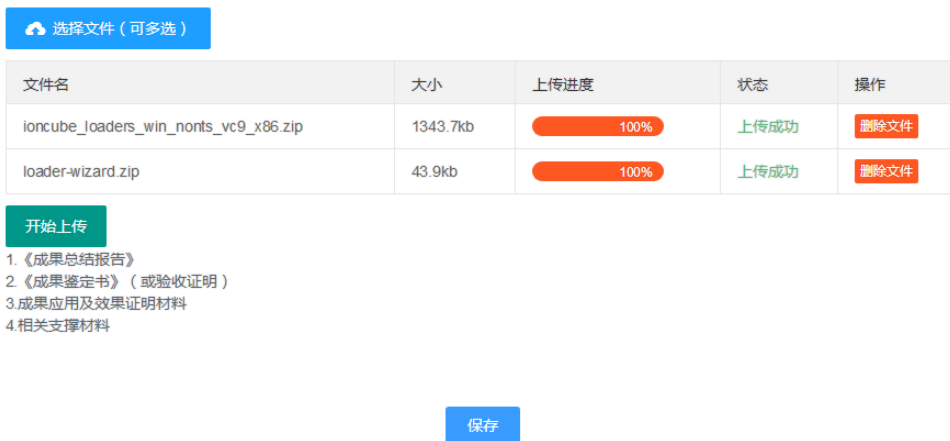 选择文件（可多选）
文件名 大小 上传进度 状态 操作
ioncube_loaders_win_nonts_vc9_x86.zip 1343.7kb 100% 上传成功 删除文件
loader-wizard.zip 43.9kb 100% 上传成功 删除文件
开始上传
1.《成果总结报告》
2.《成果鉴定书》（或验收证明）
3.成果应用及效果证明材料
4.相关支撑材料
保存